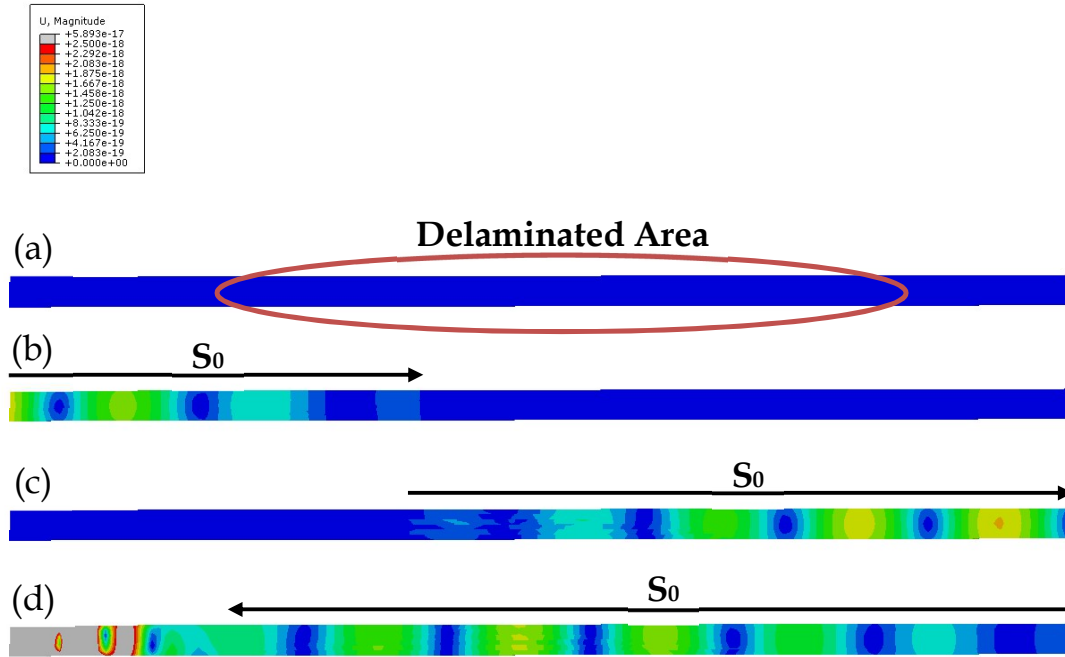 U, Magnitude
+5.893e-17
+2.500e-18
+2.292e-18
+2.083e-18
+1.875e-18
+1.667e-18
+1.458e-18
+1.250e-18
+1.042e-18
+8.333e-19
+6.250e-19
+4.167e-19
+2.083e-19
+0.000e+00
(a)
Delaminated Area
(b)
S₀
(c)
S₀
(d)
S₀